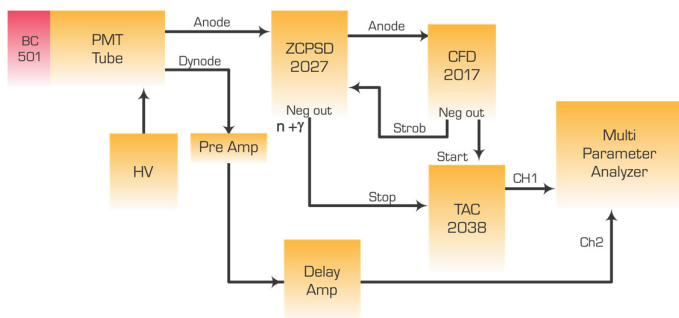 BC
501
PMT
Tube
Anode
Dynode
ZCPSD
2027
Neg out
n +γ
Anode
CFD
2017
Neg out
Strob
HV
Pre Amp
Start
Stop
TAC
2038
CH1
Multi
Parameter
Analyzer
Ch2
Delay
Amp